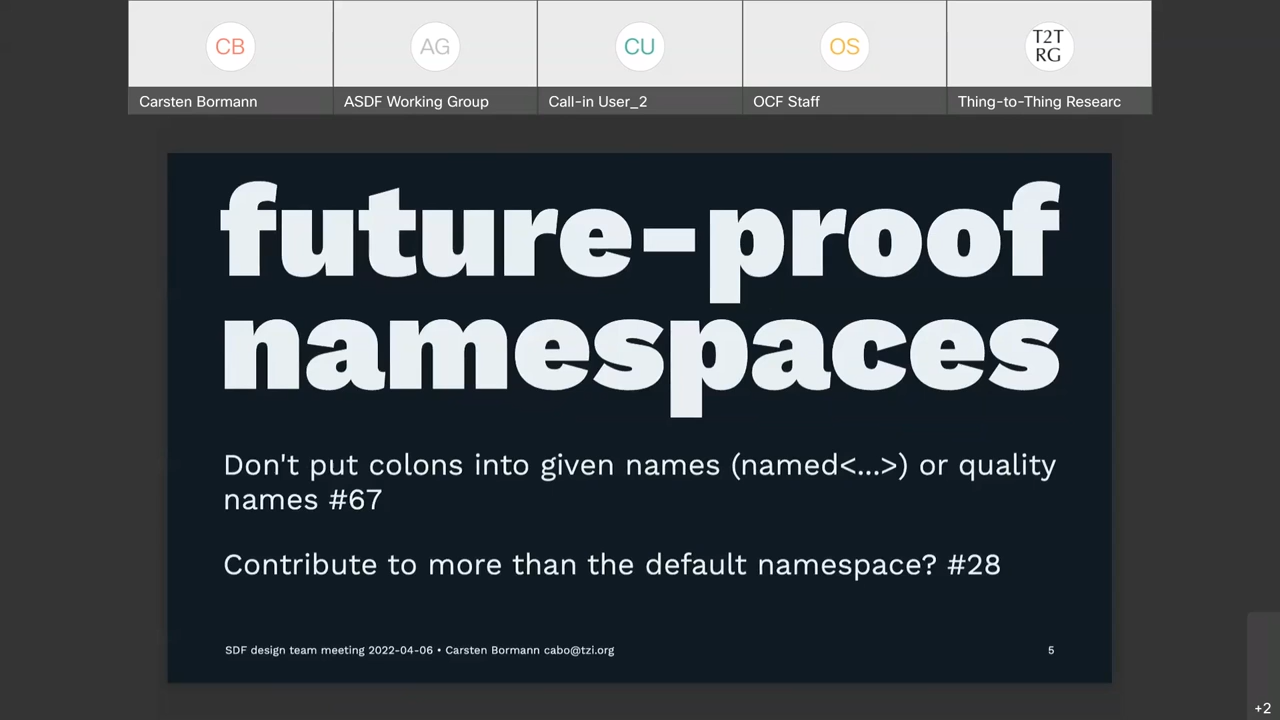 CB
AG
CU
OS
T2T
RG
Carsten Bormann
ASDF Working Group
Call-in User_2
OCF Staff
Thing-to-Thing Researc
future-proof
namespaces
Don't put colons into given names (named<...>) or quality
names #67
Contribute to more than the default namespace? #28
SDF design team meeting 2022-04-06 • Carsten Bormann cabo@tzi.org
5
+2